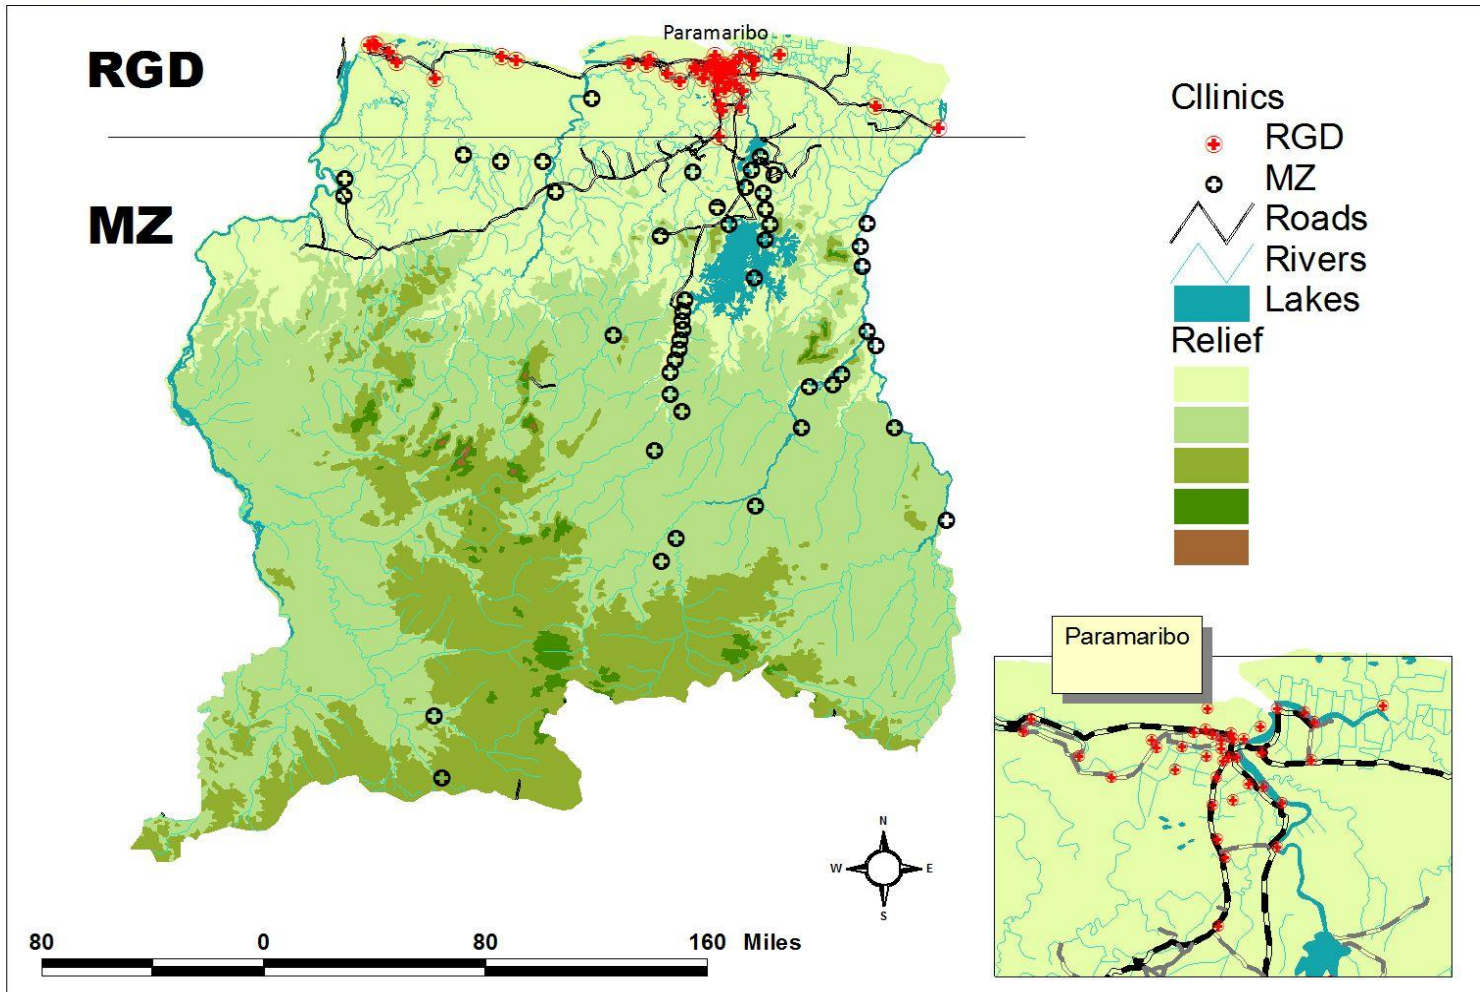 Paramaribo
RGD
MZ
Cllinics
RGD
MZ
Roads
Rivers
Lakes
Relief
Paramaribo
N
W E
S
80 0 80 160 Miles